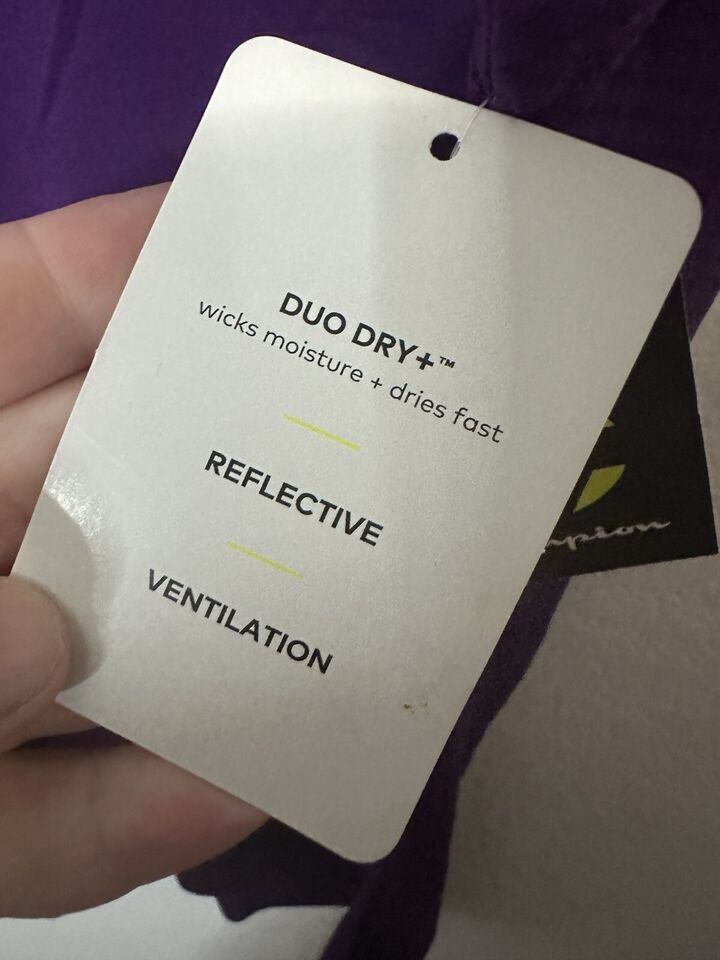 DUO DRY+™
wicks moisture + dries fast
REFLECTIVE
VENTILATION